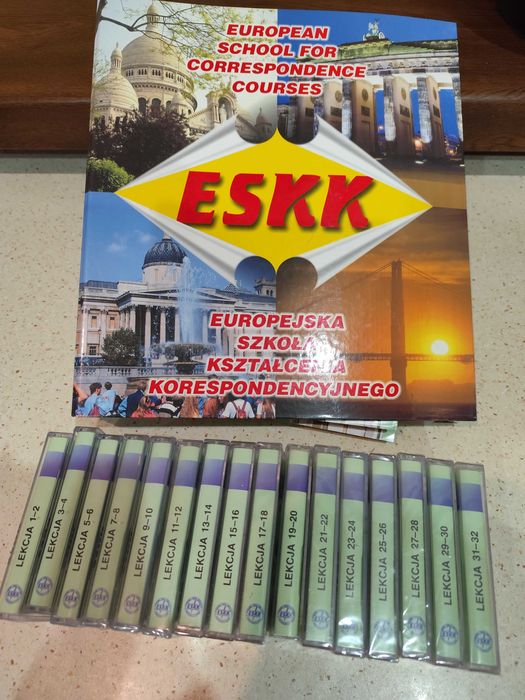 EUROPEAN
SCHOOL FOR
CORRESPONDENCE
COURSES
ESKK
EUROPEJSKA
SZKOŁA
KSZTAŁCENIA
KORESPONDENCYJNEGO
LEKCJA 1-2
LEKCJA 3-4
LEKCJA 5-6
LEKCJA 7-8
LEKCJA 9-10
LEKCJA 11-12
LEKCJA 13-14
LEKCJA 15-16
LEKCJA 17-18
LEKCJA 19-20
LEKCJA 21-22
LEKCJA 23-24
LEKCJA 25-26
LEKCJA 27-28
LEKCJA 29-30
LEKCJA 31-32